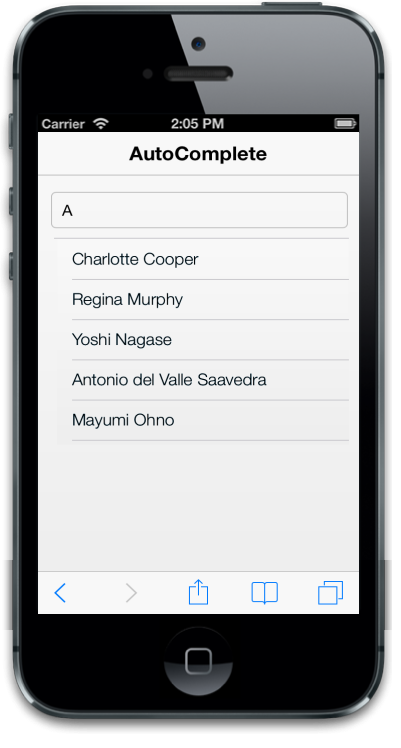 Carrier 2:05 PM
AutoComplete
A
Charlotte Cooper
Regina Murphy
Yoshi Nagase
Antonio del Valle Saavedra
Mayumi Ohno